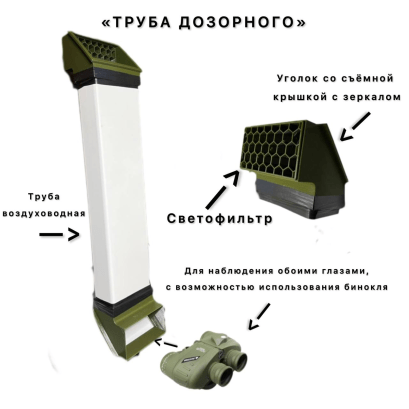 «ТРУБА ДОЗОРНОГО»
Уголок со съёмной
крышкой с зеркалом
Труба
воздуховодная
Светофильтр
Для наблюдения обоими глазами,
с возможностью использования бинокля